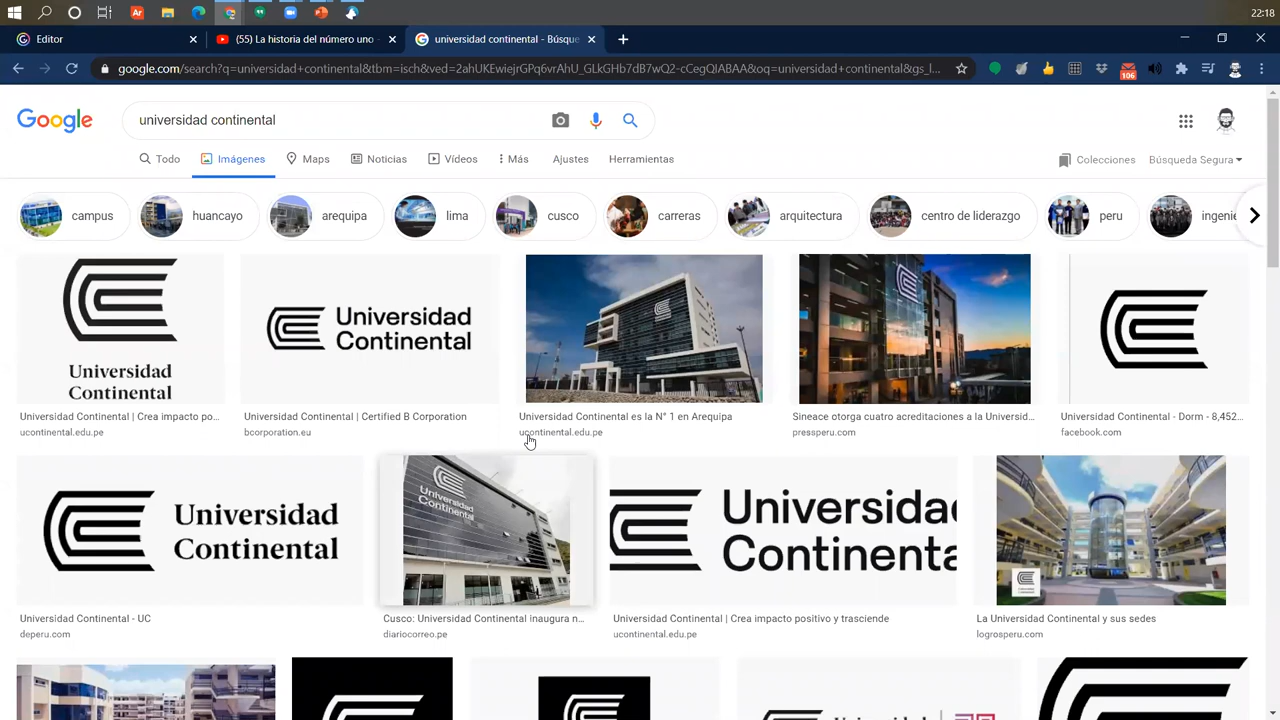 22:18
Editor
(55) La historia del número uno
universidad continental - Búsque
google.com/search?q=universidad+continental&tbm=isch&ved=2ahUKEwiejrGPq6vrAhU_GLkGHb7dB7wQ2-cCegQIABAA&oq=universidad+continental&gs_l...
106
Google
universidad continental
Todo
Imágenes
Maps
Noticias
Vídeos
Más
Ajustes
Herramientas
Colecciones
Búsqueda Segura
campus
huancayo
arequipa
lima
cusco
carreras
arquitectura
centro de liderazgo
peru
ingenie
Universidad
Continental
Universidad
Continental
Universidad Continental | Crea impacto po...
ucontinental.edu.pe
Universidad Continental | Certified B Corporation
bcorporation.eu
Universidad Continental es la N° 1 en Arequipa
ucontinental.edu.pe
Sineace otorga cuatro acreditaciones a la Universid...
pressperu.com
Universidad Continental - Dorm - 8,452...
facebook.com
Universidad
Continental
Universidad
Continental
Universida
Continenta
Universidad Continental - UC
deperu.com
Cusco: Universidad Continental inaugura n...
diariocorreo.pe
Universidad Continental | Crea impacto positivo y trasciende
ucontinental.edu.pe
La Universidad Continental y sus sedes
logrosperu.com